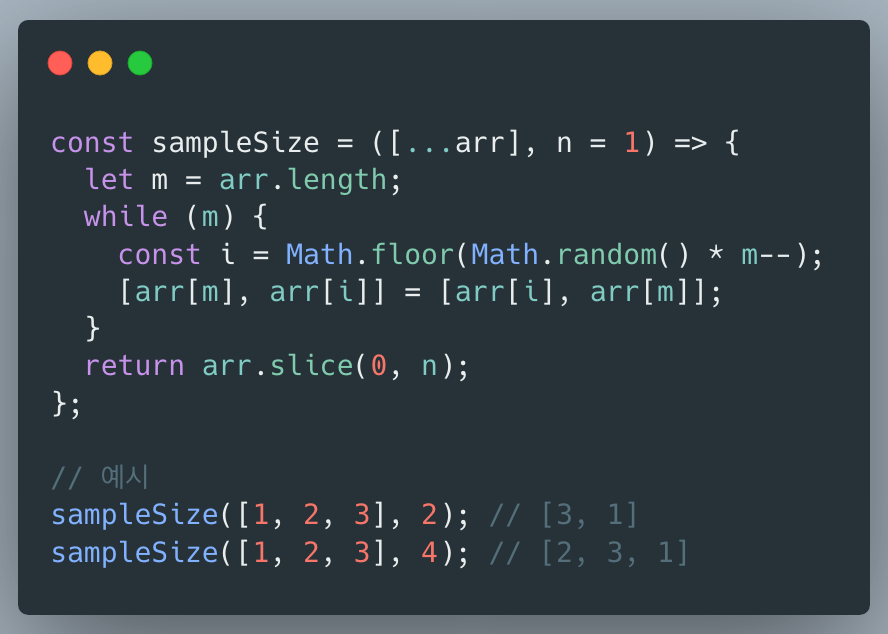 const sampleSize = ([...arr], n = 1) => {
  let m = arr.length;
  while (m) {
    const i = Math.floor(Math.random() * m--);
    [arr[m], arr[i]] = [arr[i], arr[m]];
  }
  return arr.slice(0, n);
};

// 예시
sampleSize([1, 2, 3], 2); // [3, 1]
sampleSize([1, 2, 3], 4); // [2, 3, 1]